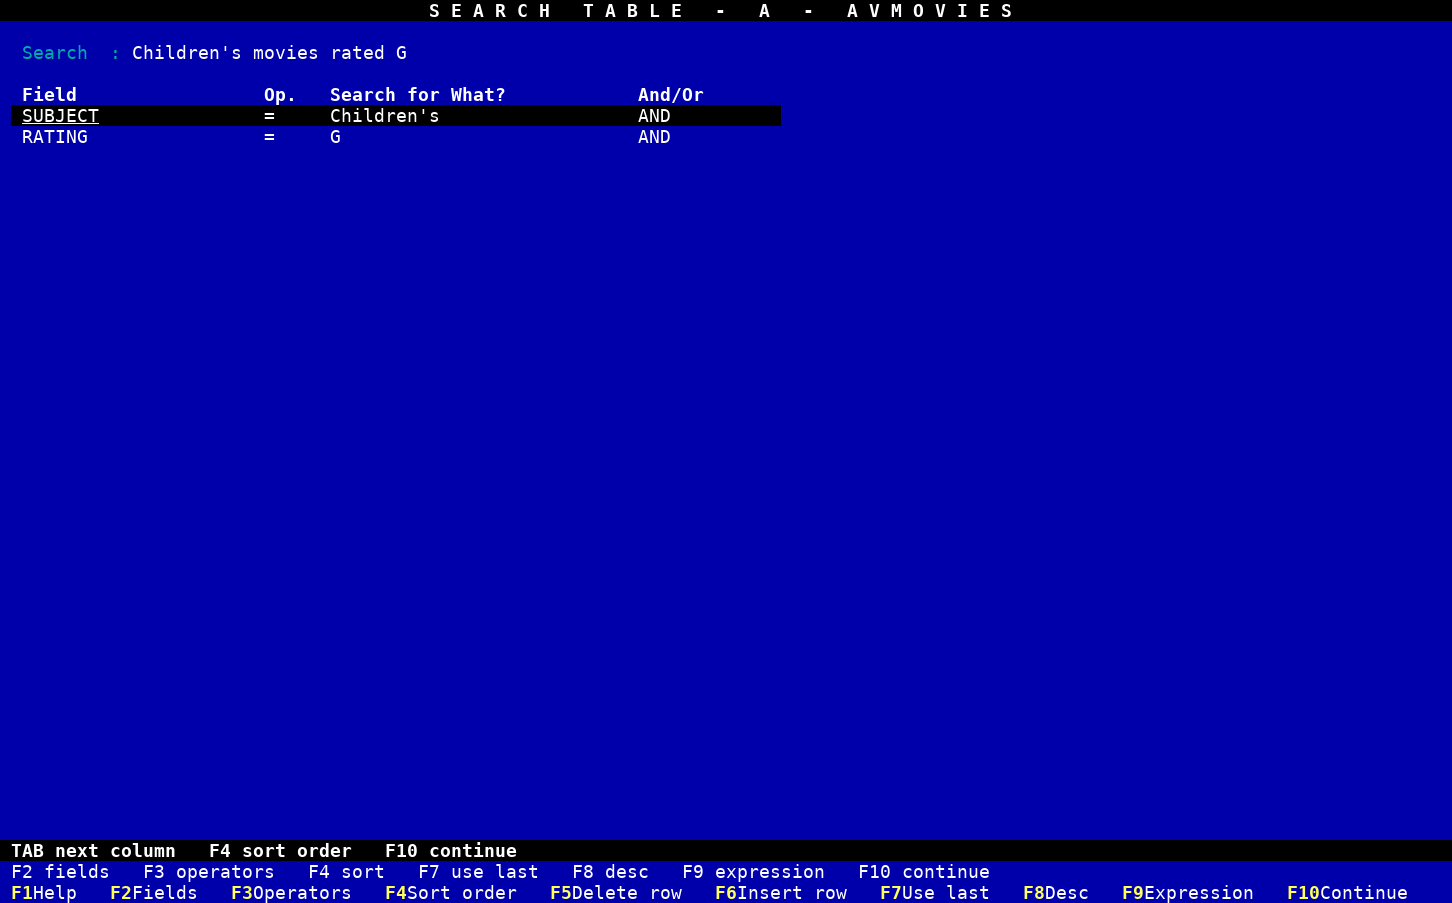 S E A R C H   T A B L E   -   A   -   A V M O V I E S
Search  : Children's movies rated G
Field   Op.   Search for What?   And/Or
SUBJECT   =   Children's   AND
RATING   =   G   AND
TAB next column   F4 sort order   F10 continue
F2 fields   F3 operators   F4 sort   F7 use last   F8 desc   F9 expression   F10 continue
F1Help   F2Fields   F3Operators   F4Sort order   F5Delete row   F6Insert row   F7Use last   F8Desc   F9Expression   F10Continue